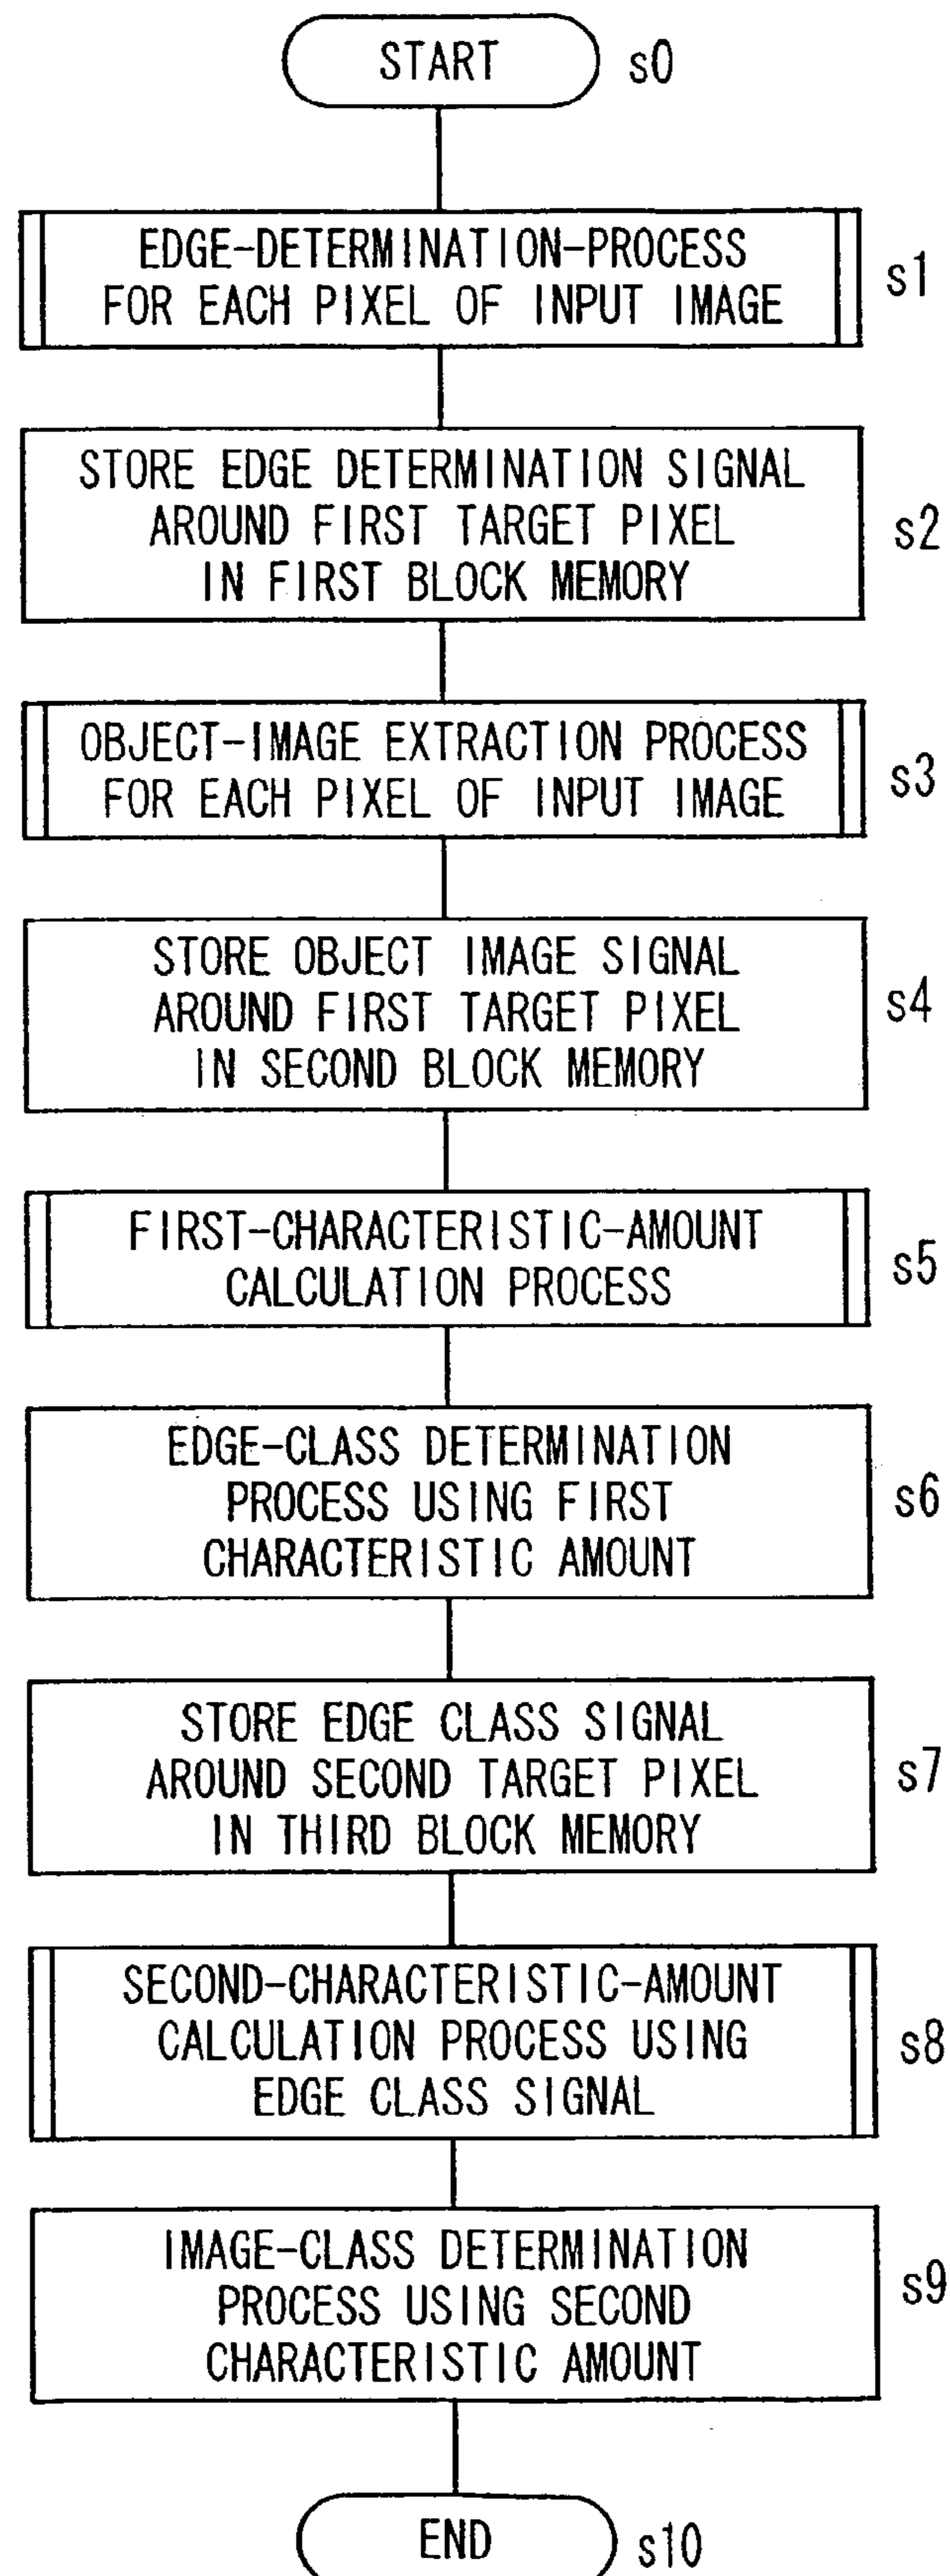 START s0
EDGE-DETERMINATION-PROCESS
FOR EACH PIXEL OF INPUT IMAGE
s1
STORE EDGE DETERMINATION SIGNAL
AROUND FIRST TARGET PIXEL
IN FIRST BLOCK MEMORY
s2
OBJECT-IMAGE EXTRACTION PROCESS
FOR EACH PIXEL OF INPUT IMAGE
s3
STORE OBJECT IMAGE SIGNAL
AROUND FIRST TARGET PIXEL
IN SECOND BLOCK MEMORY
s4
FIRST-CHARACTERISTIC-AMOUNT
CALCULATION PROCESS
s5
EDGE-CLASS DETERMINATION
PROCESS USING FIRST
CHARACTERISTIC AMOUNT
s6
STORE EDGE CLASS SIGNAL
AROUND SECOND TARGET PIXEL
IN THIRD BLOCK MEMORY
s7
SECOND-CHARACTERISTIC-AMOUNT
CALCULATION PROCESS USING
EDGE CLASS SIGNAL
s8
IMAGE-CLASS DETERMINATION
PROCESS USING SECOND
CHARACTERISTIC AMOUNT
s9
END s10